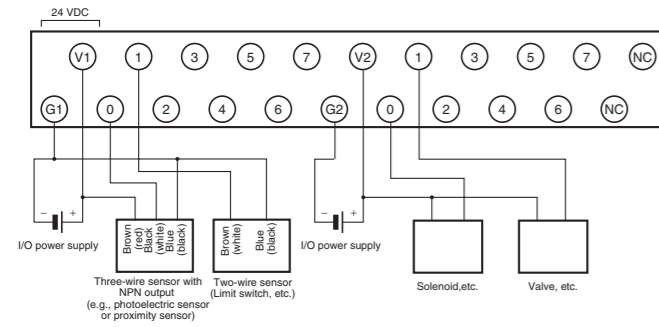 24 VDC
V1 1 3 5 7 V2 1 3 5 7 NC
G1 0 2 4 6 G2 0 2 4 6 NC
− +
I/O power supply
Brown (red)
Black (white)
Blue (black)
Three-wire sensor with
NPN output
(e.g., photoelectric sensor
or proximity sensor)
Brown (white)
Blue (black)
Two-wire sensor
(Limit switch, etc.)
− +
I/O power supply
Solenoid,etc.
Valve, etc.